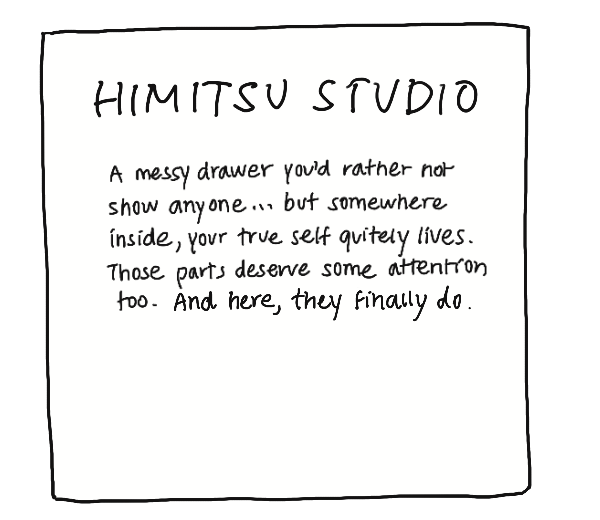 HIMITSU STUDIO
A messy drawer you'd rather not
show anyone... but somewhere
inside, your true self quitely lives.
Those parts deserve some attention
too. And here, they finally do.